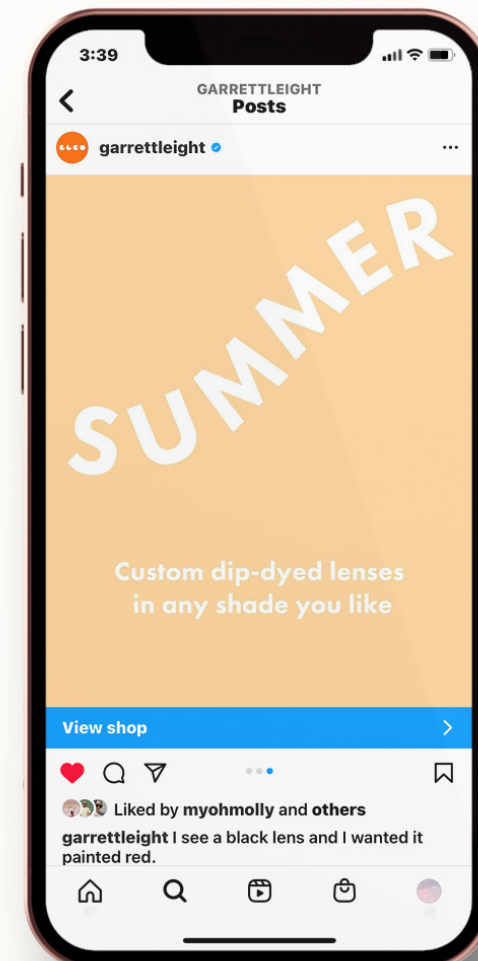 3:39
GARRETTLEIGHT
Posts
GLCO
garrettleight
SUMMER
Custom dip-dyed lenses
in any shade you like
View shop
Liked by myohmolly and others
garrettleight I see a black lens and I wanted it
painted red.